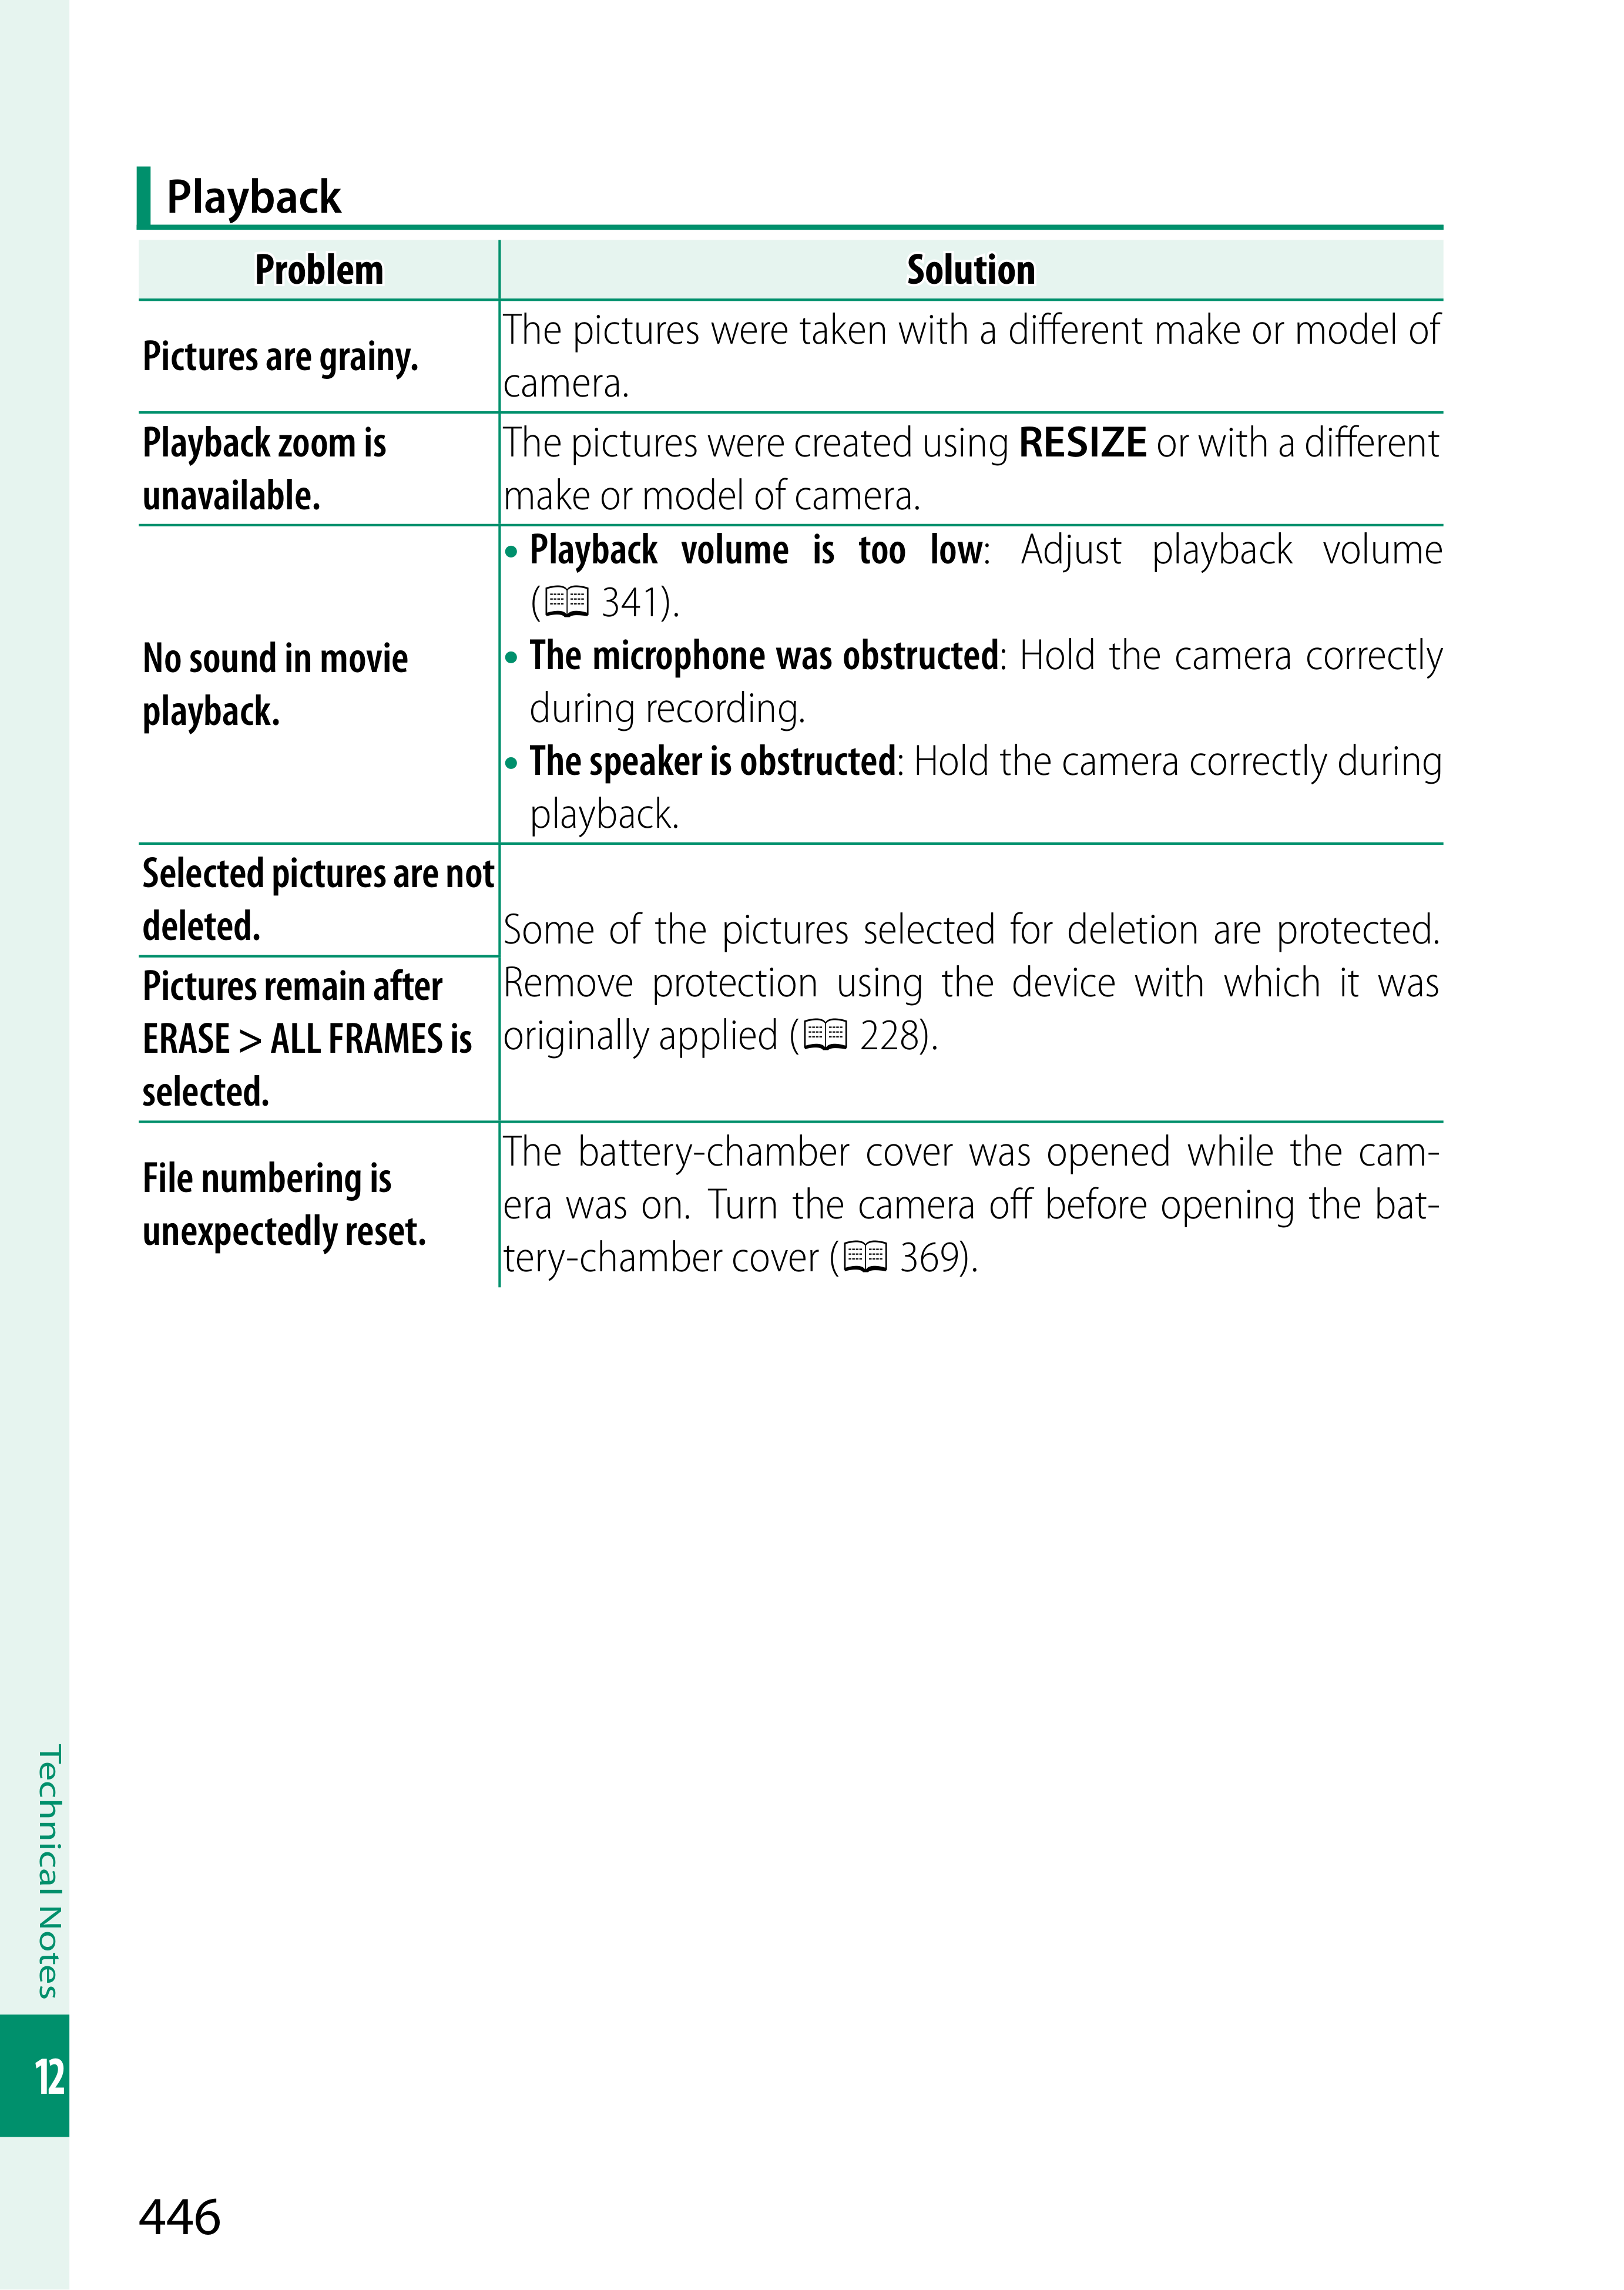 Playback
Problem
Solution
Pictures are grainy.
The pictures were taken with a different make or model of
camera.
Playback zoom is
unavailable.
The pictures were created using RESIZE or with a different
make or model of camera.
No sound in movie
playback.
• Playback volume is too low: Adjust playback volume
(📖 341).
• The microphone was obstructed: Hold the camera correctly
during recording.
• The speaker is obstructed: Hold the camera correctly during
playback.
Selected pictures are not
deleted.
Pictures remain after
ERASE > ALL FRAMES is
selected.
Some of the pictures selected for deletion are protected.
Remove protection using the device with which it was
originally applied (📖 228).
File numbering is
unexpectedly reset.
The battery-chamber cover was opened while the cam-
era was on. Turn the camera off before opening the bat-
tery-chamber cover (📖 369).
Technical Notes
12
446